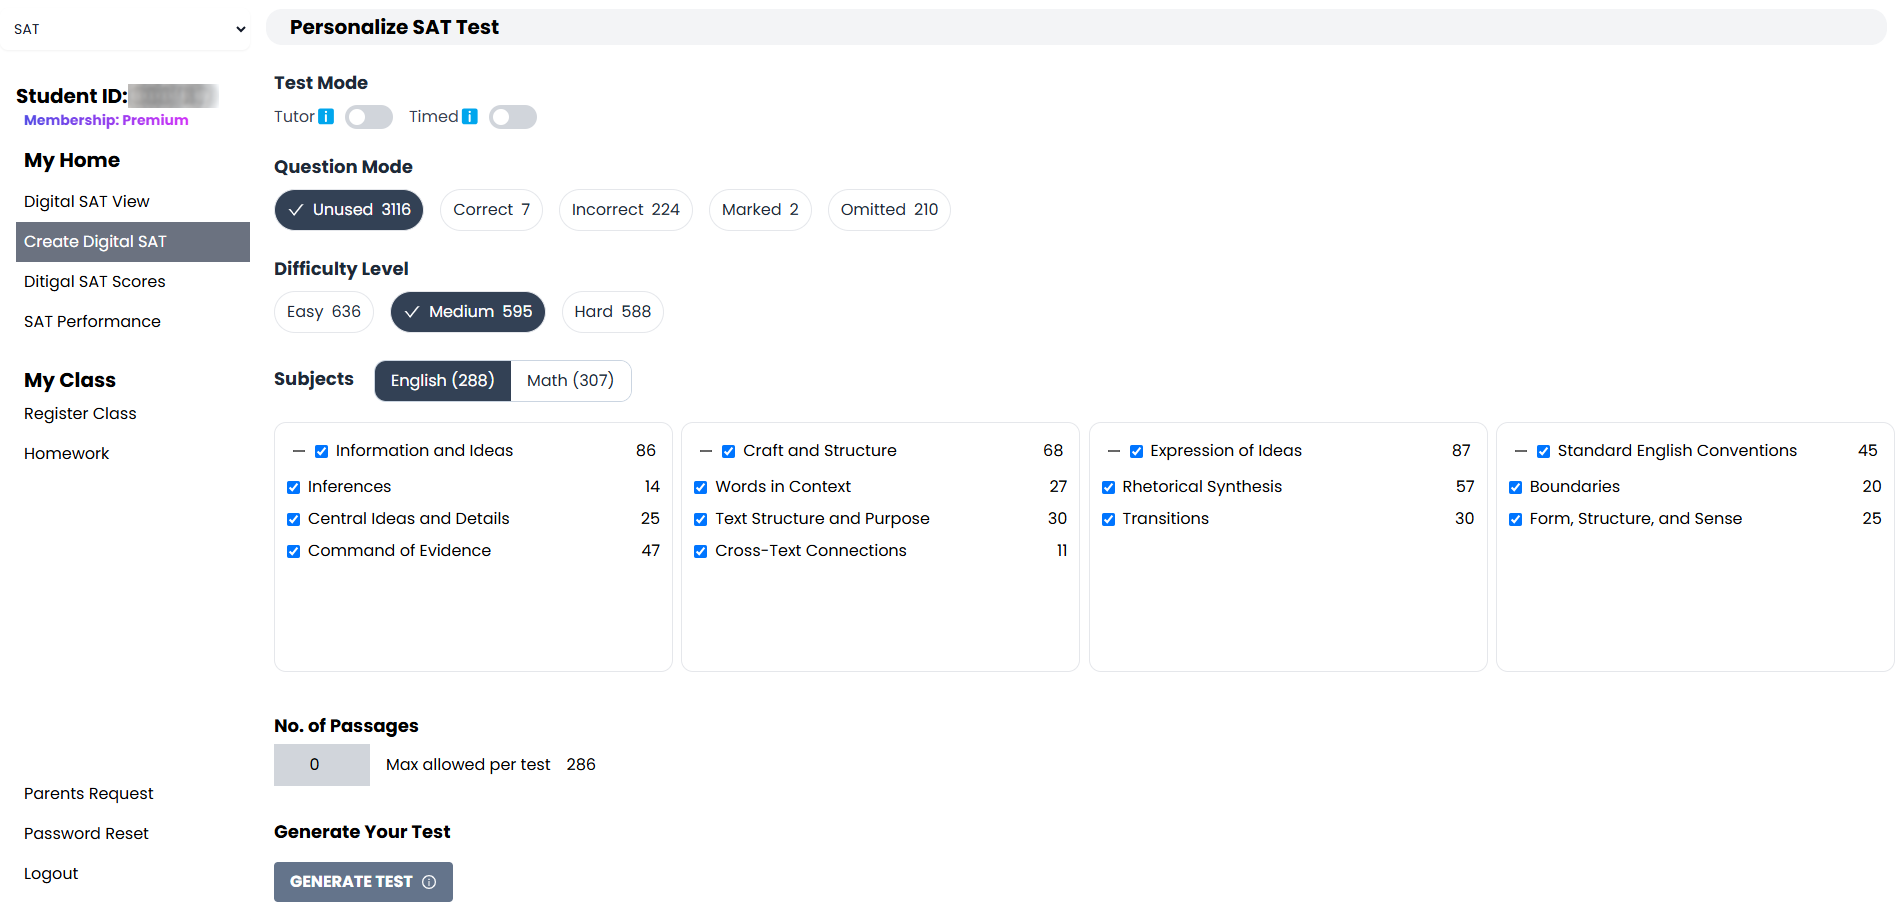 SAT
Student ID:
Membership: Premium
My Home
Digital SAT View
Create Digital SAT
Ditigal SAT Scores
SAT Performance
My Class
Register Class
Homework
Parents Request
Password Reset
Logout
Personalize SAT Test
Test Mode
Tutor i Timed i
Question Mode
Unused 3116 Correct 7 Incorrect 224 Marked 2 Omitted 210
Difficulty Level
Easy 636 Medium 595 Hard 588
Subjects English (288) Math (307)
Information and Ideas 86
Inferences 14
Central Ideas and Details 25
Command of Evidence 47
Craft and Structure 68
Words in Context 27
Text Structure and Purpose 30
Cross-Text Connections 11
Expression of Ideas 87
Rhetorical Synthesis 57
Transitions 30
Standard English Conventions 45
Boundaries 20
Form, Structure, and Sense 25
No. of Passages
0 Max allowed per test 286
Generate Your Test
GENERATE TEST